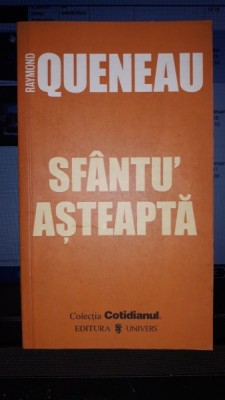 RAYMOND
QUENEAU
SFÂNTU'
AȘTEAPTĂ
Colecția Cotidianul
EDITURA UNIVERS